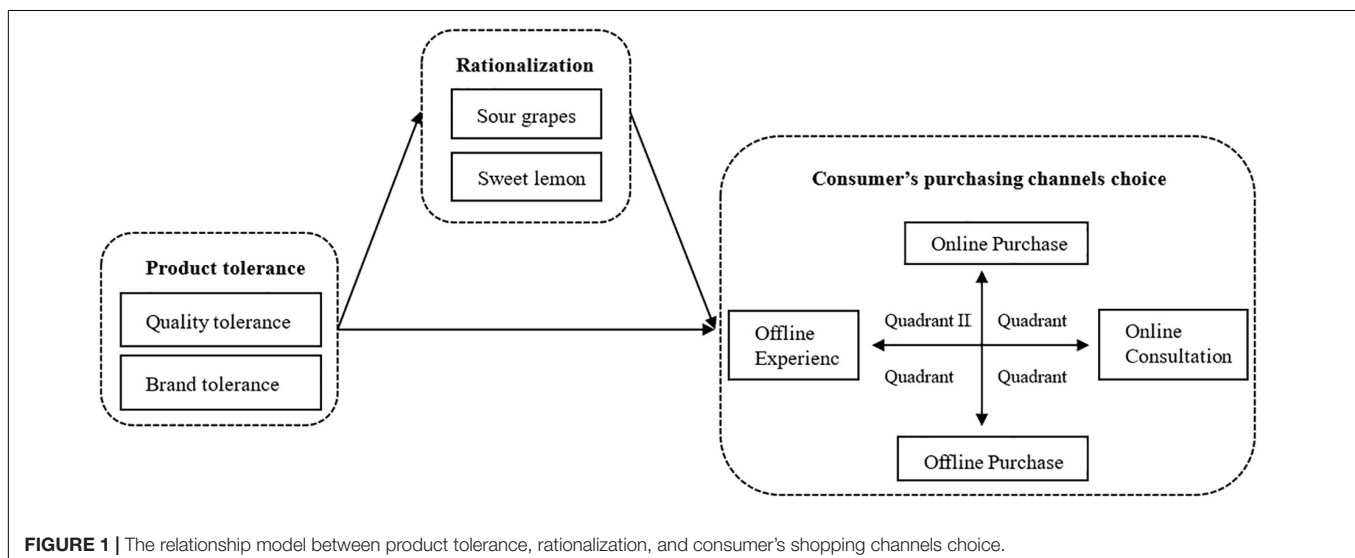 Rationalization
Sour grapes
Sweet lemon
Product tolerance
Quality tolerance
Brand tolerance
Consumer’s purchasing channels choice
Online Purchase
Offline
Experienc
Quadrant II
Quadrant
Online
Consultation
Quadrant
Quadrant
Offline Purchase
FIGURE 1 | The relationship model between product tolerance, rationalization, and consumer’s shopping channels choice.